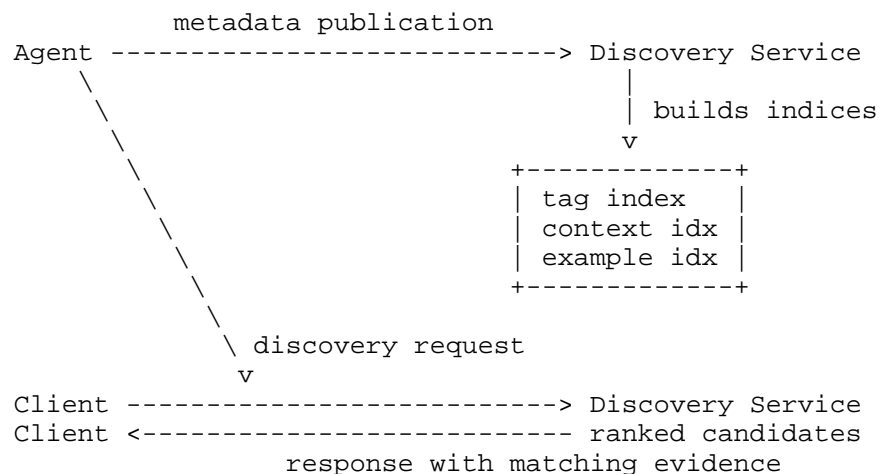 metadata publication
Agent ----------------------------> Discovery Service
builds indices
tag index
context idx
example idx
discovery request
Client ----------------------------> Discovery Service
Client <---------------------------- ranked candidates
response with matching evidence